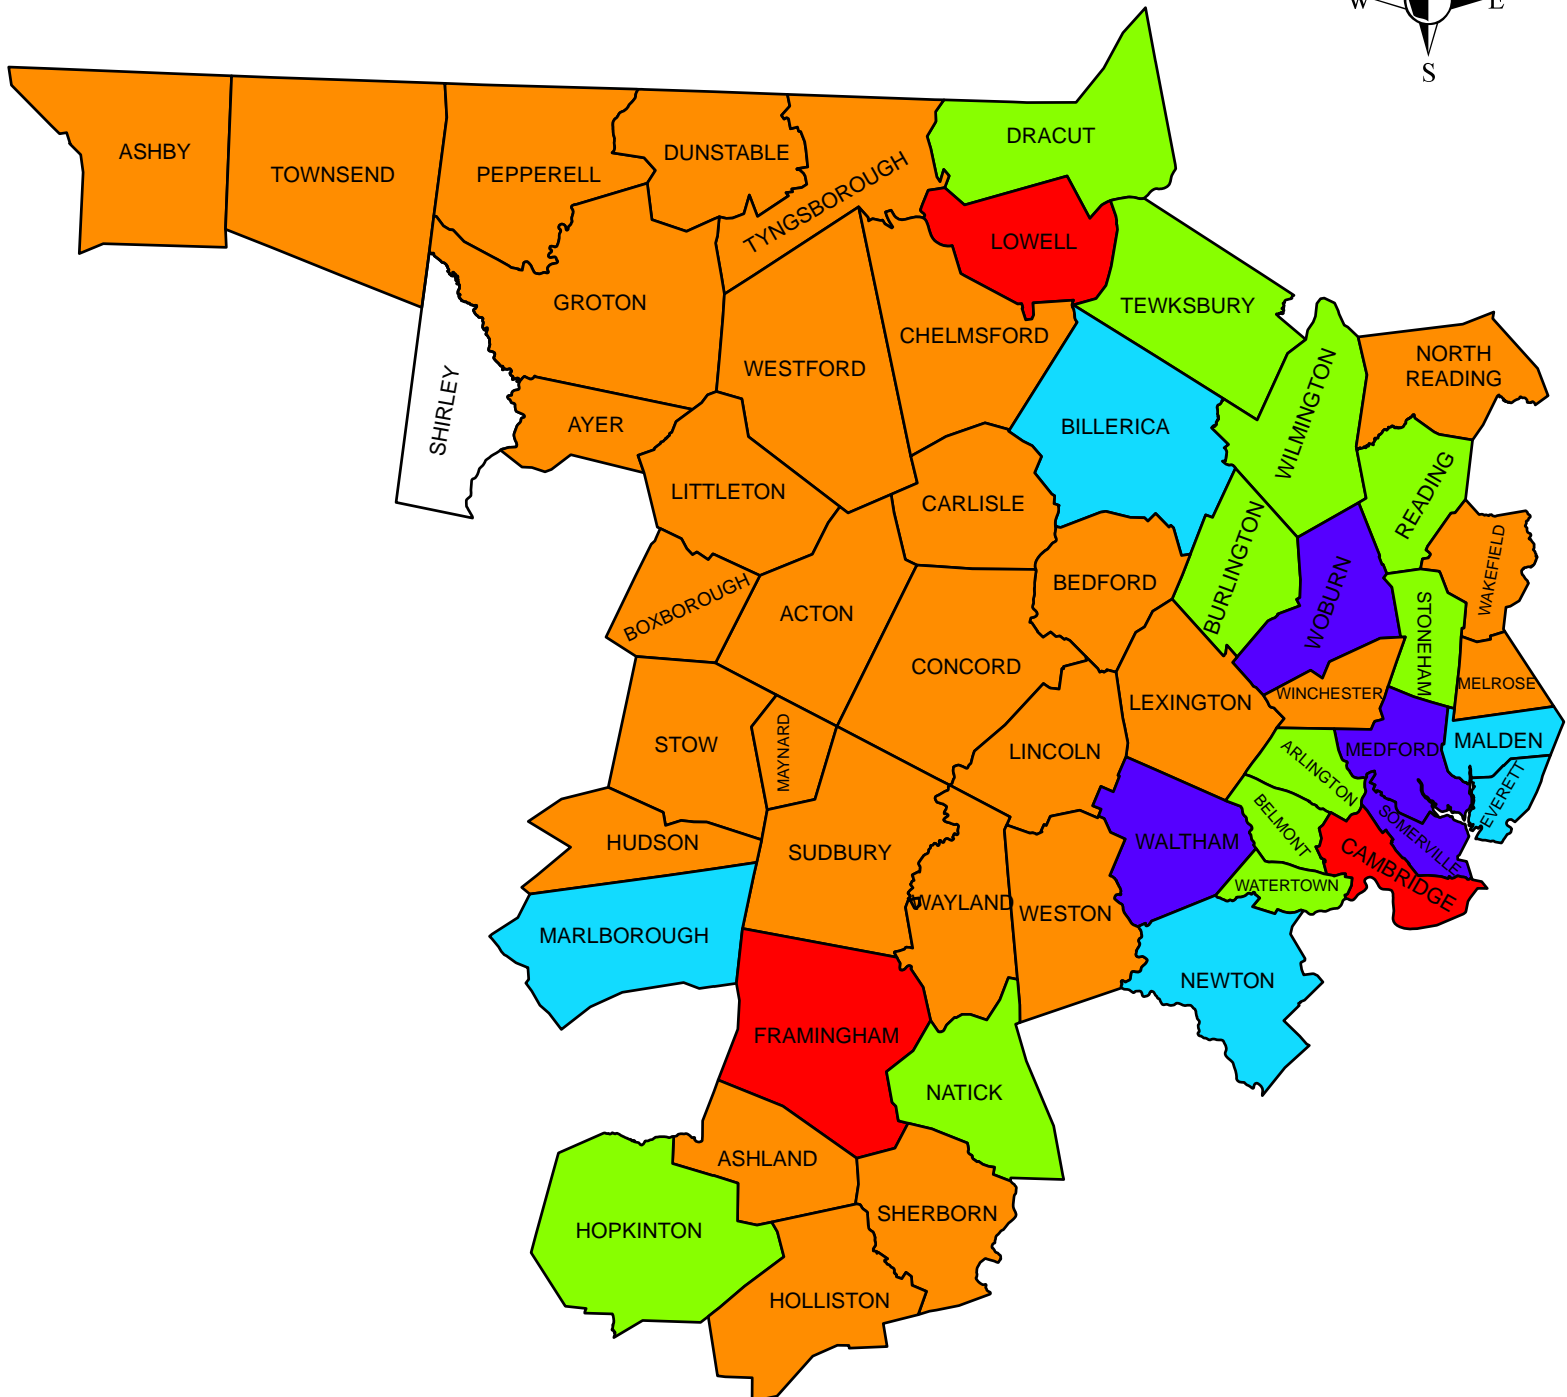 W
E
S
DRACUT
ASHBY
TOWNSEND
PEPPERELL
DUNSTABLE
TYNGSBOROUGH
LOWELL
GROTON
TEWKSBURY
CHELMSFORD
WESTFORD
NORTH
READING
SHIRLEY
AYER
BILLERICA
WILMINGTON
LITTLETON
CARLISLE
READING
BURLINGTON
WAKEFIELD
BOXBOROUGH
ACTON
BEDFORD
WOBURN
STONEHAM
CONCORD
LEXINGTON
WINCHESTER
MELROSE
STOW
MAYNARD
LINCOLN
ARLINGTON
MEDFORD
MALDEN
EVERETT
HUDSON
SUDBURY
WALTHAM
BELMONT
SOMERVILLE
CAMBRIDGE
WATERTOWN
WAYLAND
WESTON
MARLBOROUGH
NEWTON
FRAMINGHAM
NATICK
ASHLAND
SHERBORN
HOPKINTON
HOLLISTON